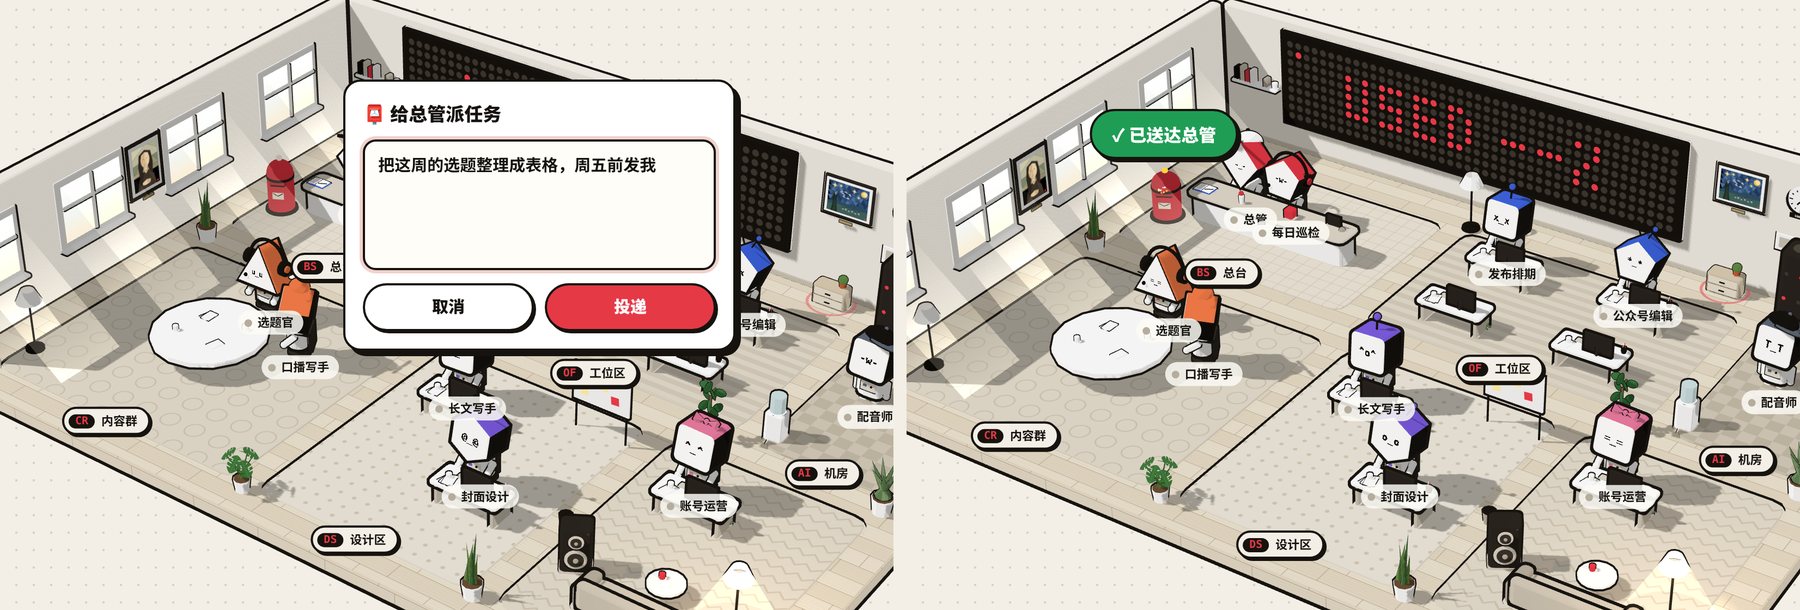 给总管派任务
把这周的选题整理成表格，周五前发我
取消
投递
BS 总
选题官
口播写手
号编辑
OF 工位区
长文写手
配音师
CR 内容群
AI 机房
封面设计
账号运营
DS 设计区
✓ 已送达总管
USED --
总管
每日巡检
BS 总台
发布排期
选题官
公众号编辑
口播写手
OF 工位区
长文写手
配音师
CR 内容群
AI 机房
封面设计
账号运营
DS 设计区